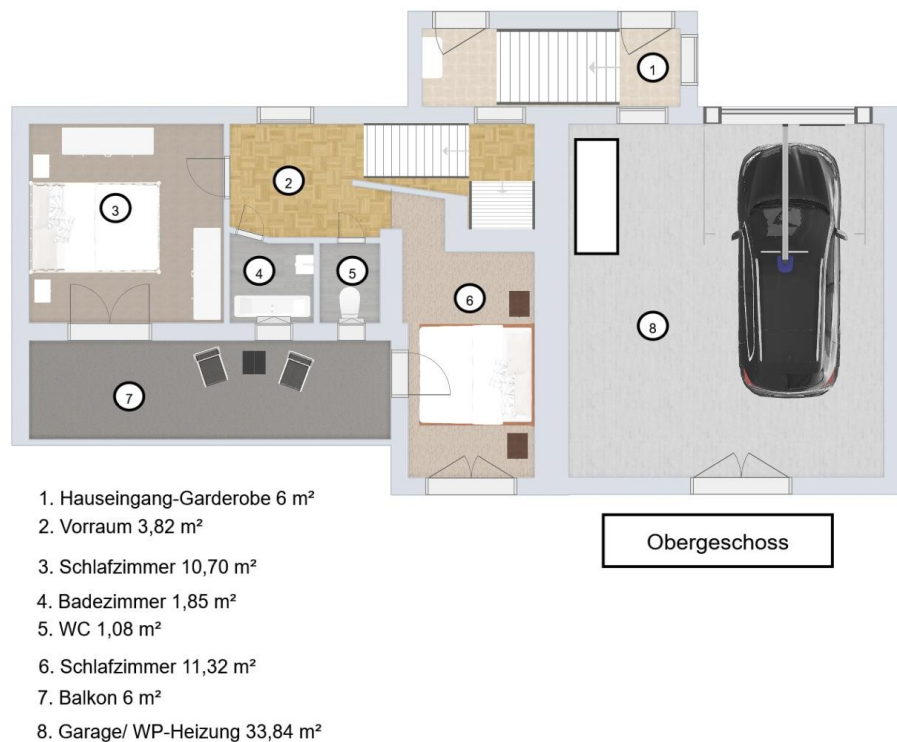 1
2
3
4
5
6
7
8
1. Hauseingang-Garderobe 6 m²
2. Vorraum 3,82 m²
3. Schlafzimmer 10,70 m²
4. Badezimmer 1,85 m²
5. WC 1,08 m²
6. Schlafzimmer 11,32 m²
7. Balkon 6 m²
8. Garage/ WP-Heizung 33,84 m²
Obergeschoss